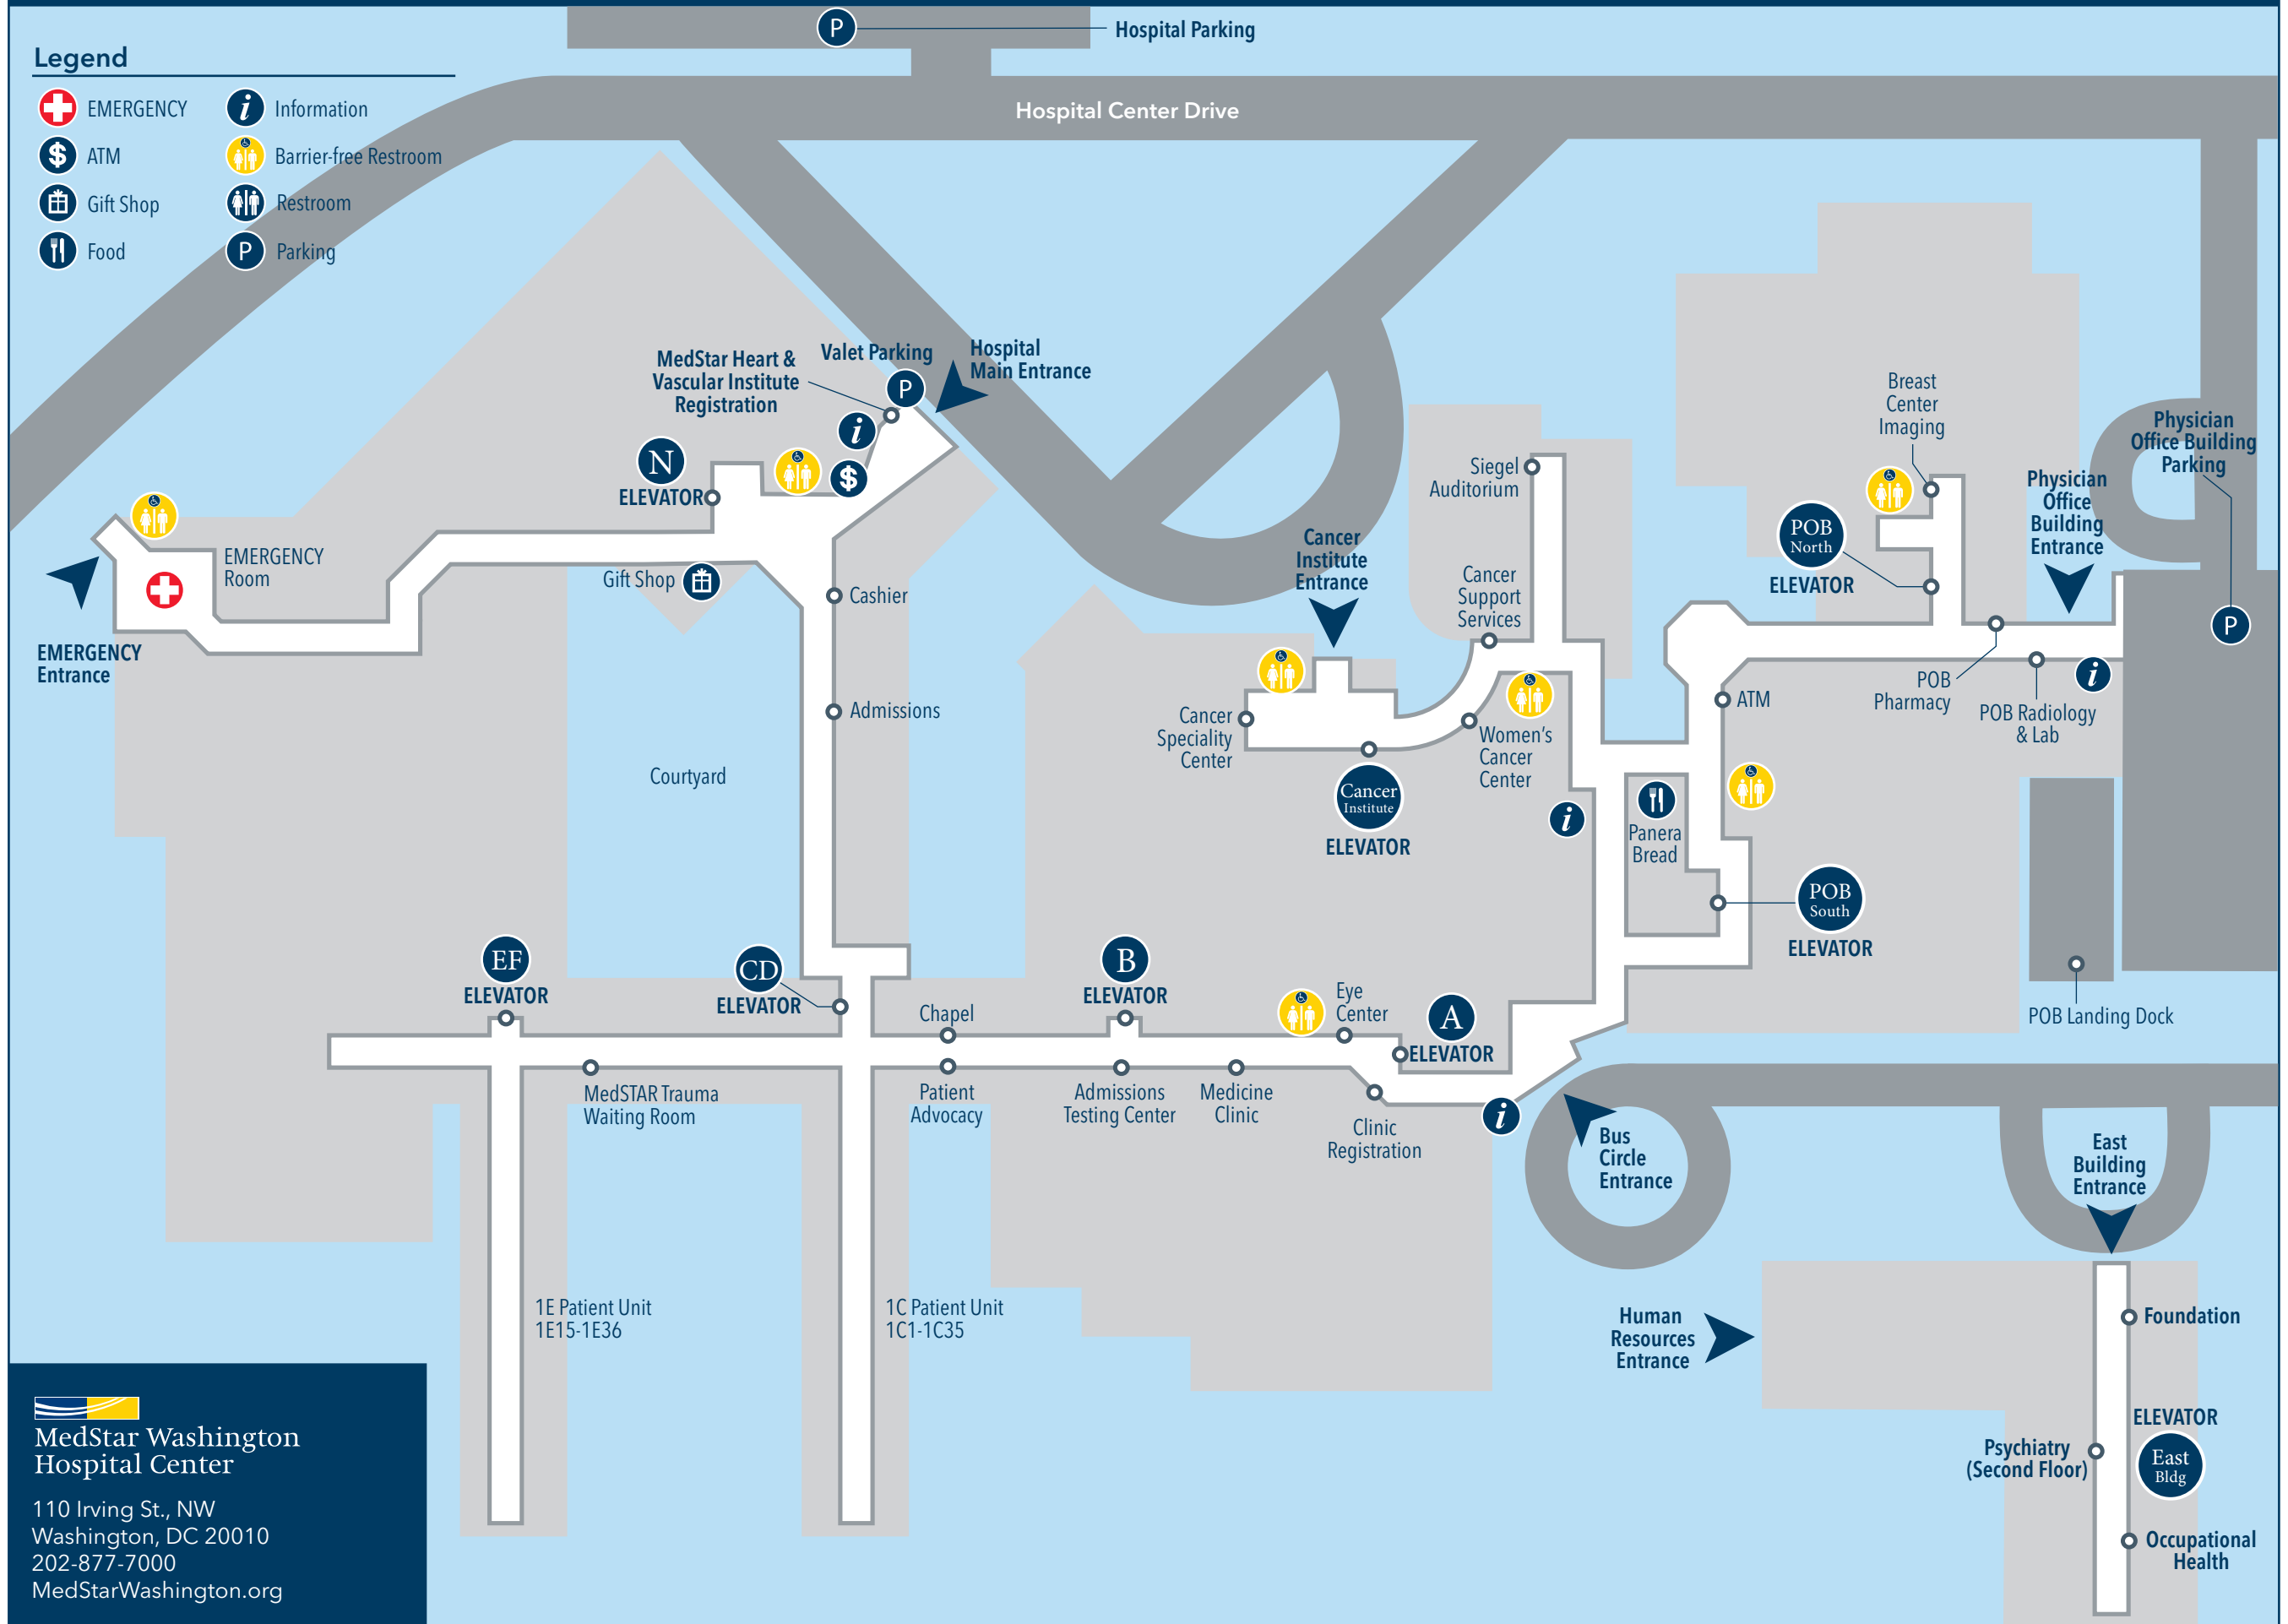 P
Hospital Parking
Legend
EMERGENCY
i
Information
$
ATM
Barrier-free Restroom
Gift Shop
Restroom
Food
P
Parking
Hospital Center Drive
MedStar Heart &
Vascular Institute
Registration
Valet Parking
P
Hospital
Main Entrance
i
$
N
ELEVATOR
EMERGENCY
Room
EMERGENCY
Entrance
Gift Shop
Cashier
Admissions
Courtyard
Siegel
Auditorium
Cancer
Institute
Entrance
Cancer
Support
Services
Cancer
Speciality
Center
Women's
Cancer
Center
Cancer
Institute
ELEVATOR
i
Panera
Bread
Breast
Center
Imaging
POB
North
ELEVATOR
Physician
Office
Building
Entrance
Physician
Office Building
Parking
P
ATM
POB
Pharmacy
POB Radiology
& Lab
i
POB
South
ELEVATOR
POB Landing Dock
EF
ELEVATOR
CD
ELEVATOR
Chapel
B
ELEVATOR
Eye
Center
A
ELEVATOR
MedSTAR Trauma
Waiting Room
Patient
Advocacy
Admissions
Testing Center
Medicine
Clinic
Clinic
Registration
i
Bus
Circle
Entrance
East
Building
Entrance
1E Patient Unit
1E15-1E36
1C Patient Unit
1C1-1C35
Human
Resources
Entrance
Foundation
ELEVATOR
East
Bldg
Psychiatry
(Second Floor)
Occupational
Health
MedStar Washington
Hospital Center
110 Irving St., NW
Washington, DC 20010
202-877-7000
MedStarWashington.org